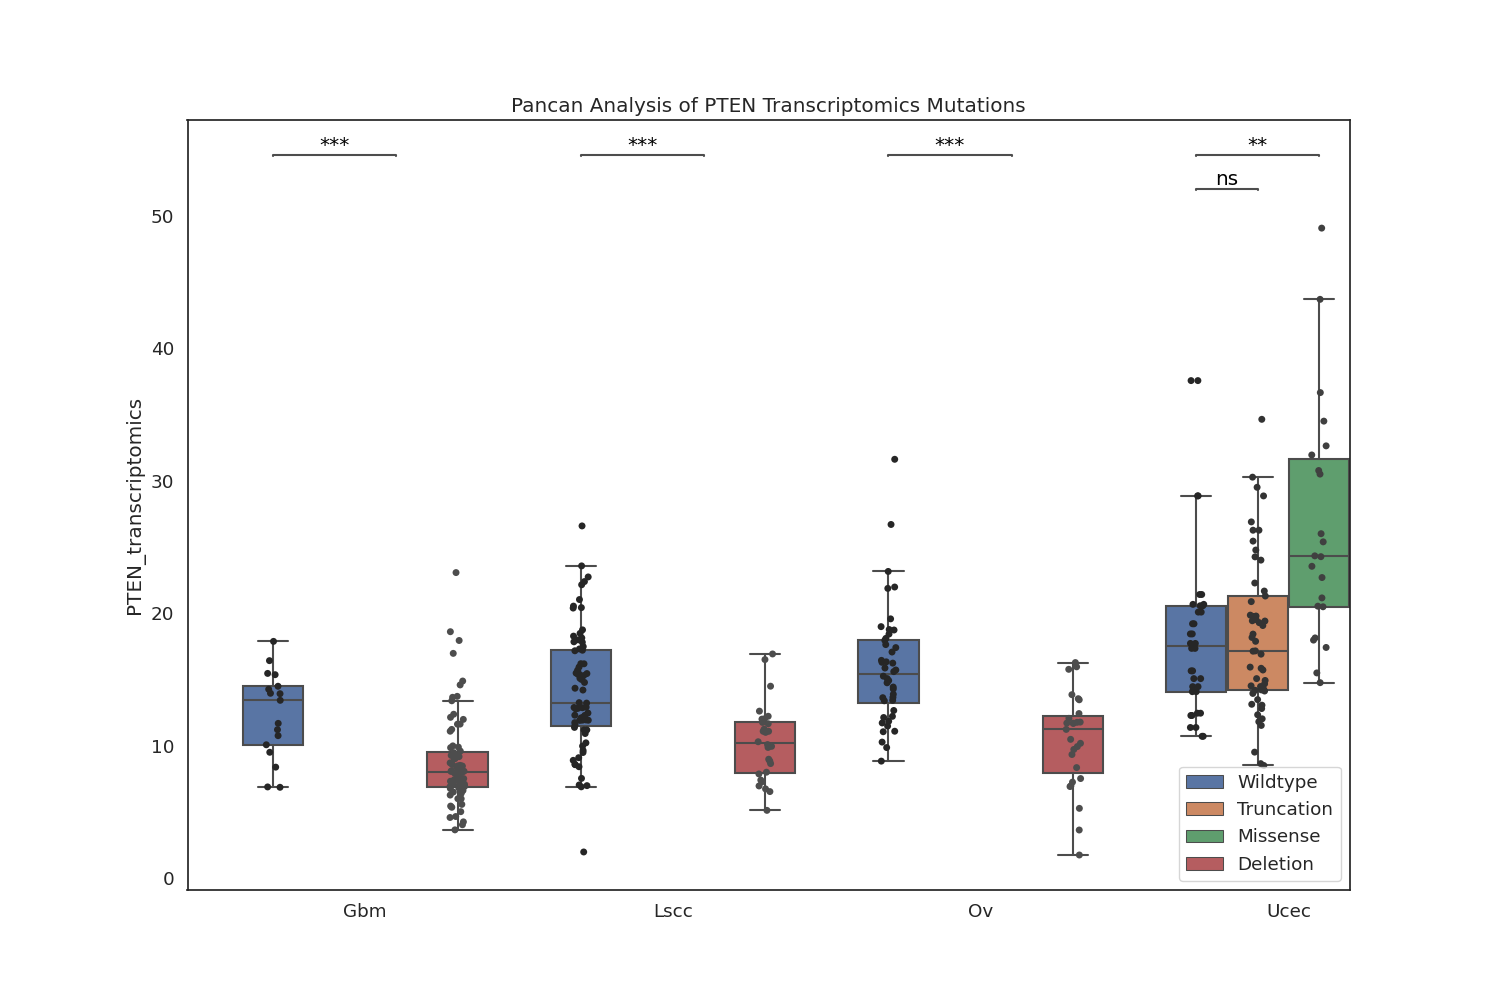 Pancan Analysis of PTEN Transcriptomics Mutations
***
***
***
**
ns
PTEN_transcriptomics
50
40
30
20
10
0
Gbm
Lscc
Ov
Ucec
Wildtype
Truncation
Missense
Deletion